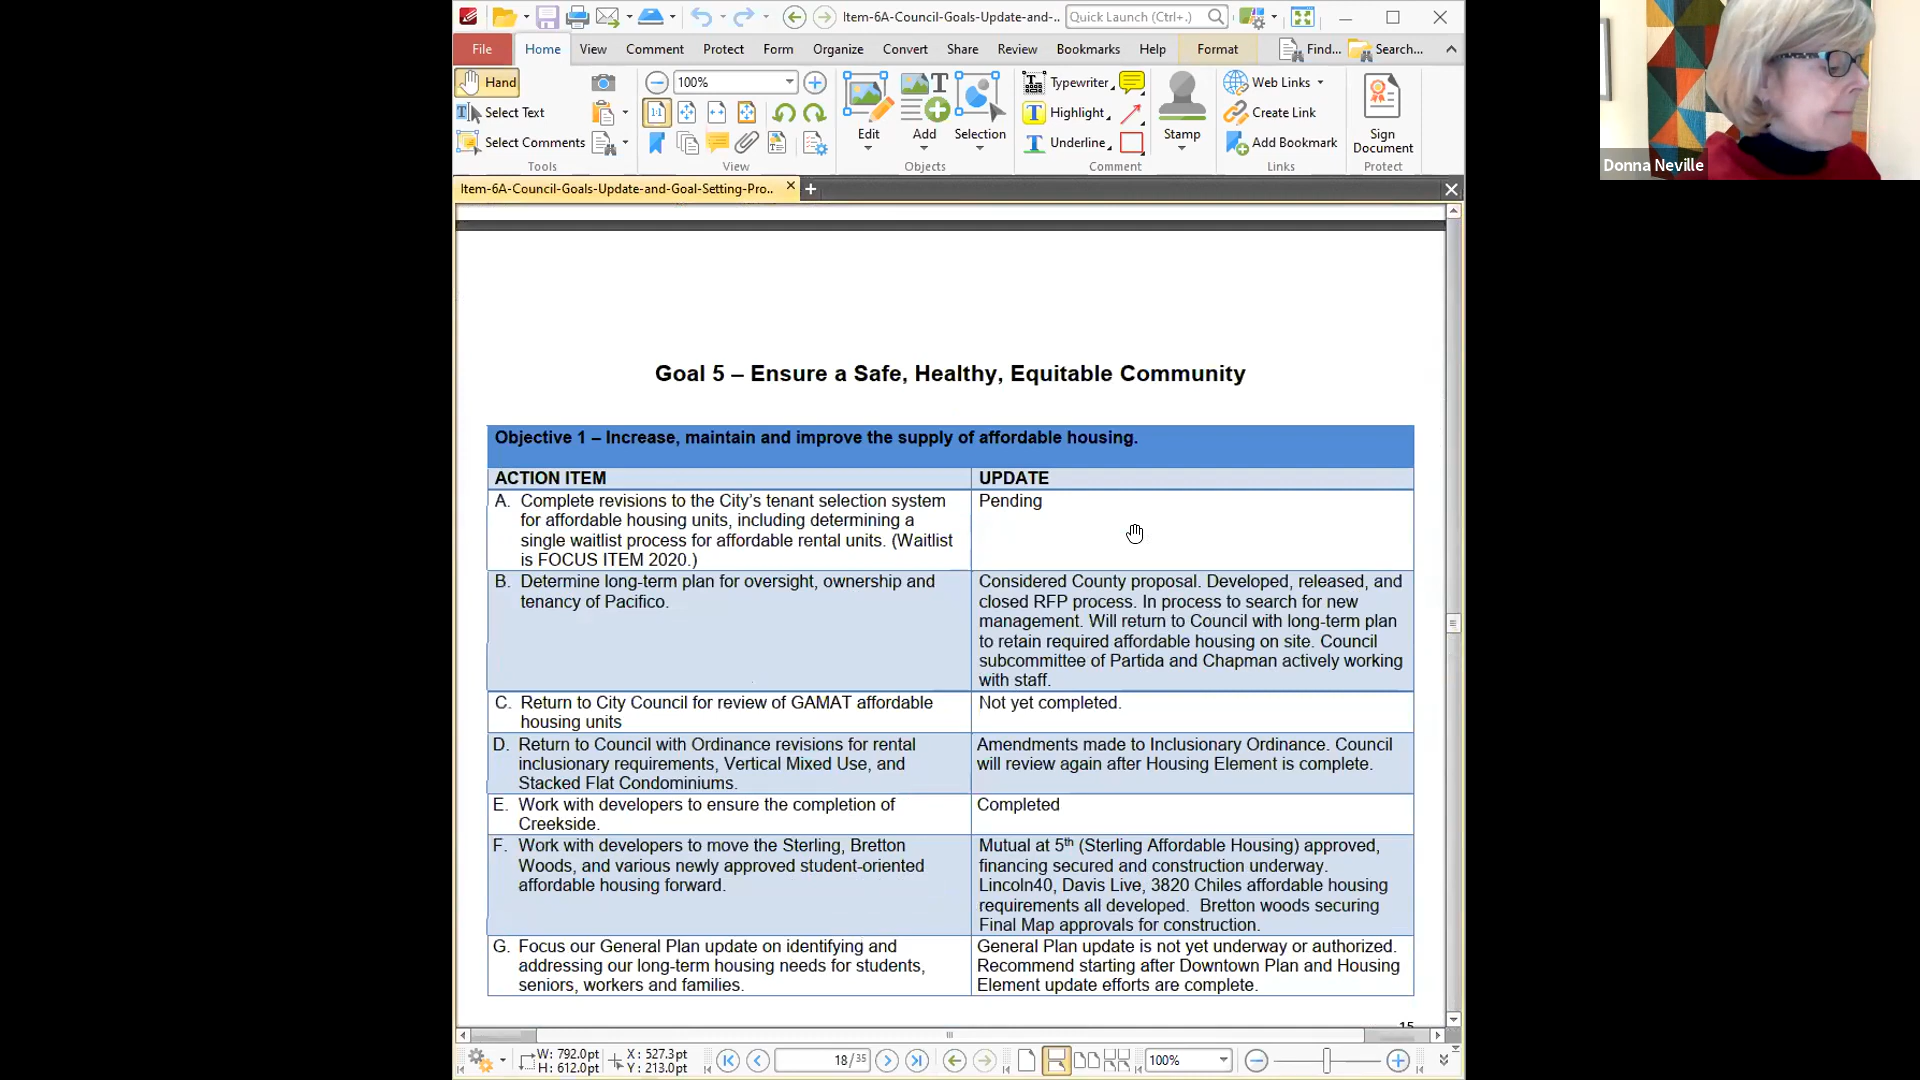 Item-6A-Council-Goals-Update-and-..
Quick Launch (Ctrl+.)
File Home View Comment Protect Form Organize Convert Share Review Bookmarks Help Format Find... Search...
Hand
Select Text
Select Comments
Tools
100%
View
Edit
Add
Selection
Objects
Typewriter
Highlight
Underline
Comment
Stamp
Web Links
Create Link
Add Bookmark
Links
Sign
Document
Protect
Donna Neville
Item-6A-Council-Goals-Update-and-Goal-Setting-Pro..
Goal 5 – Ensure a Safe, Healthy, Equitable Community
Objective 1 – Increase, maintain and improve the supply of affordable housing.
ACTION ITEM
UPDATE
A. Complete revisions to the City’s tenant selection system
for affordable housing units, including determining a
single waitlist process for affordable rental units. (Waitlist
is FOCUS ITEM 2020.)
Pending
B. Determine long-term plan for oversight, ownership and
tenancy of Pacifico.
Considered County proposal. Developed, released, and
closed RFP process. In process to search for new
management. Will return to Council with long-term plan
to retain required affordable housing on site. Council
subcommittee of Partida and Chapman actively working
with staff.
C. Return to City Council for review of GAMAT affordable
housing units
Not yet completed.
D. Return to Council with Ordinance revisions for rental
inclusionary requirements, Vertical Mixed Use, and
Stacked Flat Condominiums.
Amendments made to Inclusionary Ordinance. Council
will review again after Housing Element is complete.
E. Work with developers to ensure the completion of
Creekside.
Completed
F. Work with developers to move the Sterling, Bretton
Woods, and various newly approved student-oriented
affordable housing forward.
Mutual at 5th (Sterling Affordable Housing) approved,
financing secured and construction underway.
Lincoln40, Davis Live, 3820 Chiles affordable housing
requirements all developed. Bretton woods securing
Final Map approvals for construction.
G. Focus our General Plan update on identifying and
addressing our long-term housing needs for students,
seniors, workers and families.
General Plan update is not yet underway or authorized.
Recommend starting after Downtown Plan and Housing
Element update efforts are complete.
15
W: 792.0pt
H: 612.0pt
X: 527.3pt
Y: 213.0pt
18 /35
100%